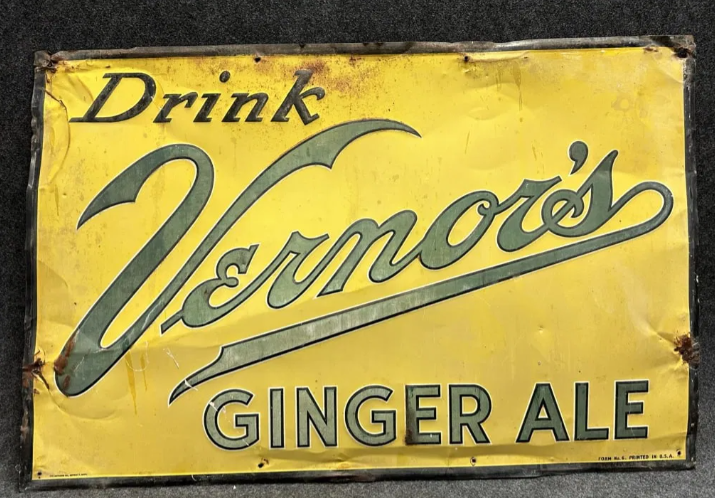 Drink
Vernor's
GINGER ALE
FORM No. 6. PRINTED IN U.S.A.